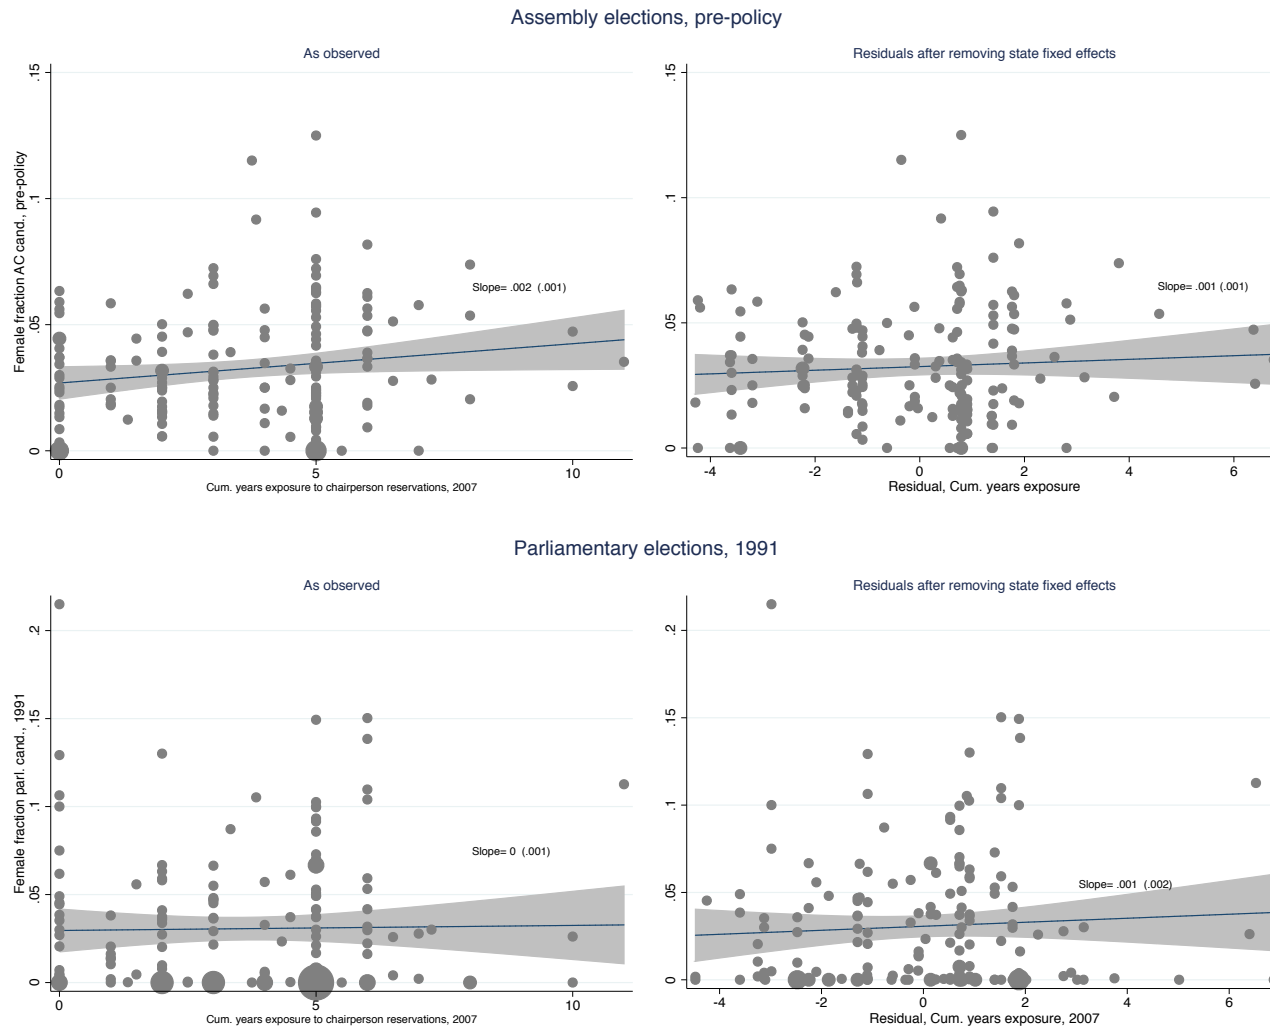 Assembly elections, pre-policy
As observed
Female fraction AC cand., pre-policy
.15
.1
.05
0
Slope= .002 (.001)
0 5 10
Cum. years exposure to chairperson reservations, 2007
Residuals after removing state fixed effects
.15
.1
.05
0
Slope= .001 (.001)
-4 -2 0 2 4 6
Residual, Cum. years exposure
Parliamentary elections, 1991
As observed
Female fraction parl. cand., 1991
.2
.15
.1
.05
0
Slope= 0 (.001)
0 5 10
Cum. years exposure to chairperson reservations, 2007
Residuals after removing state fixed effects
.2
.15
.1
.05
0
Slope= .001 (.002)
-4 -2 0 2 4 6
Residual, Cum. years exposure, 2007